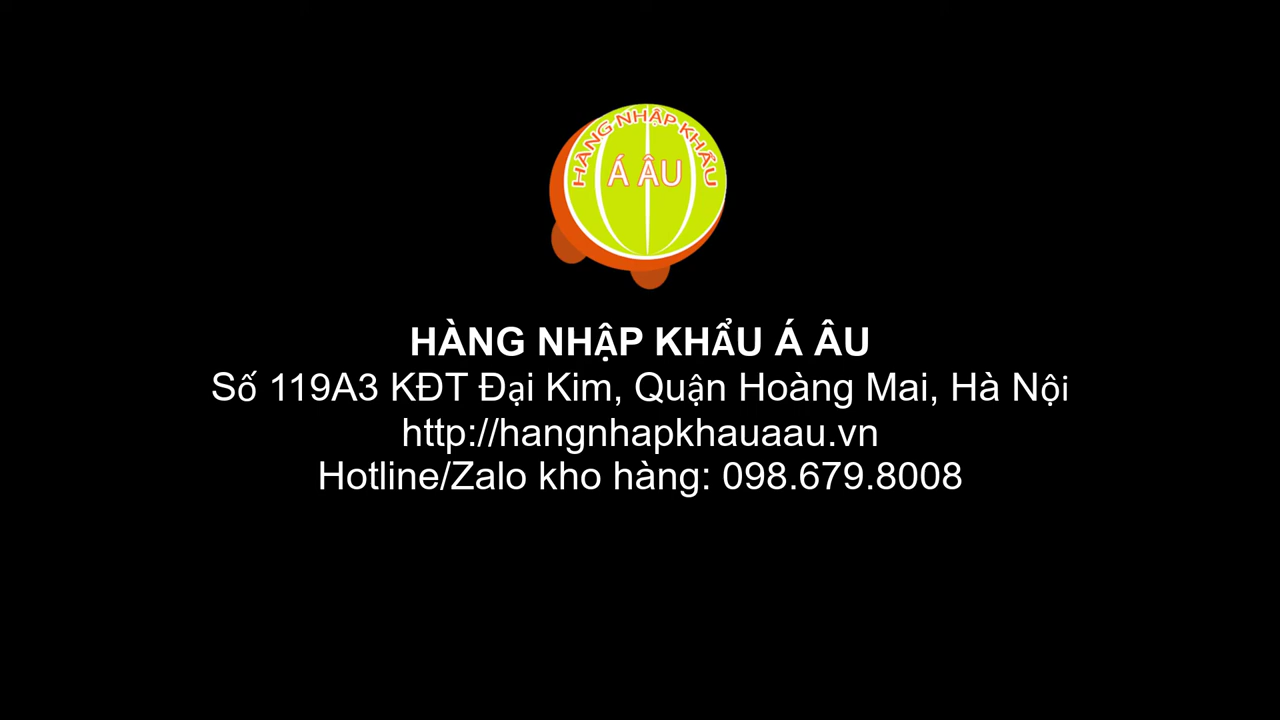 HÀNG NHẬP KHẨU
Á ÂU
HÀNG NHẬP KHẨU Á ÂU
Số 119A3 KĐT Đại Kim, Quận Hoàng Mai, Hà Nội
http://hangnhapkhauaau.vn
Hotline/Zalo kho hàng: 098.679.8008